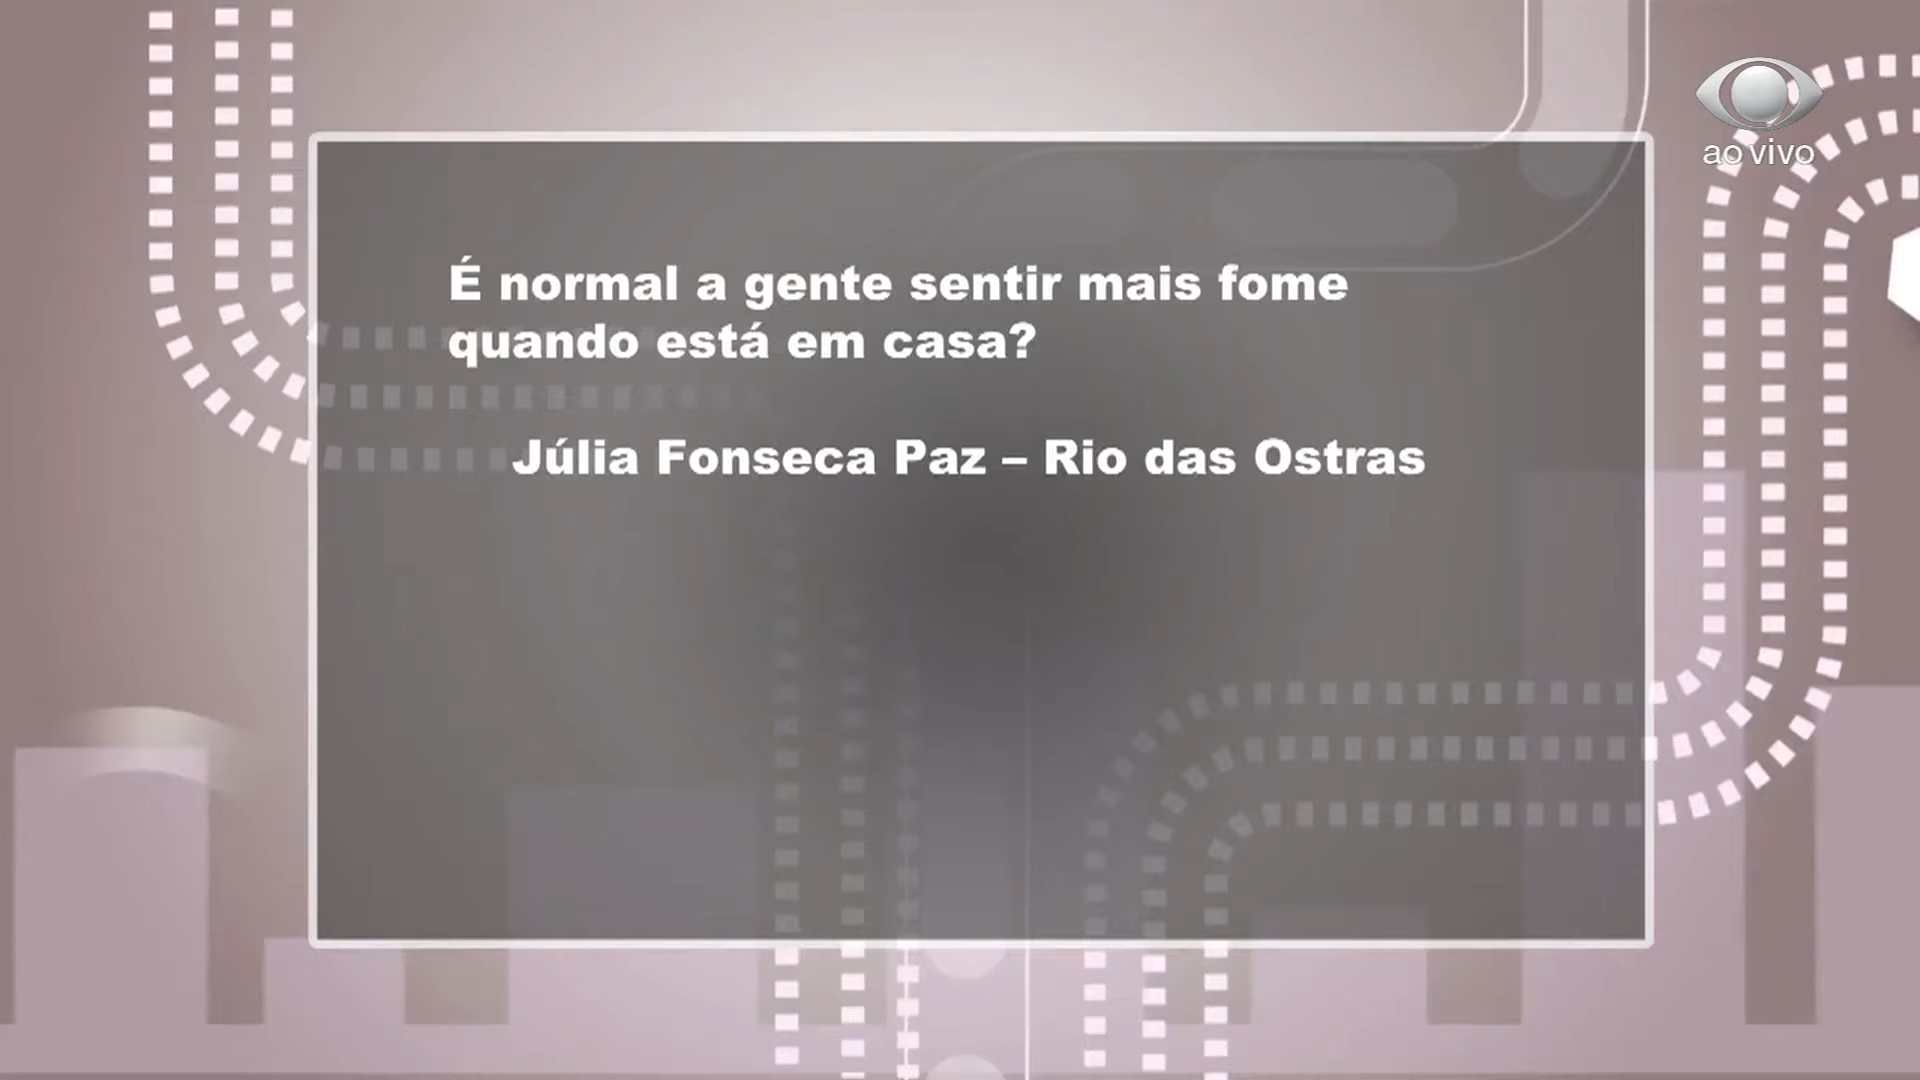 ao vivo
É normal a gente sentir mais fome
quando está em casa?
Júlia Fonseca Paz – Rio das Ostras